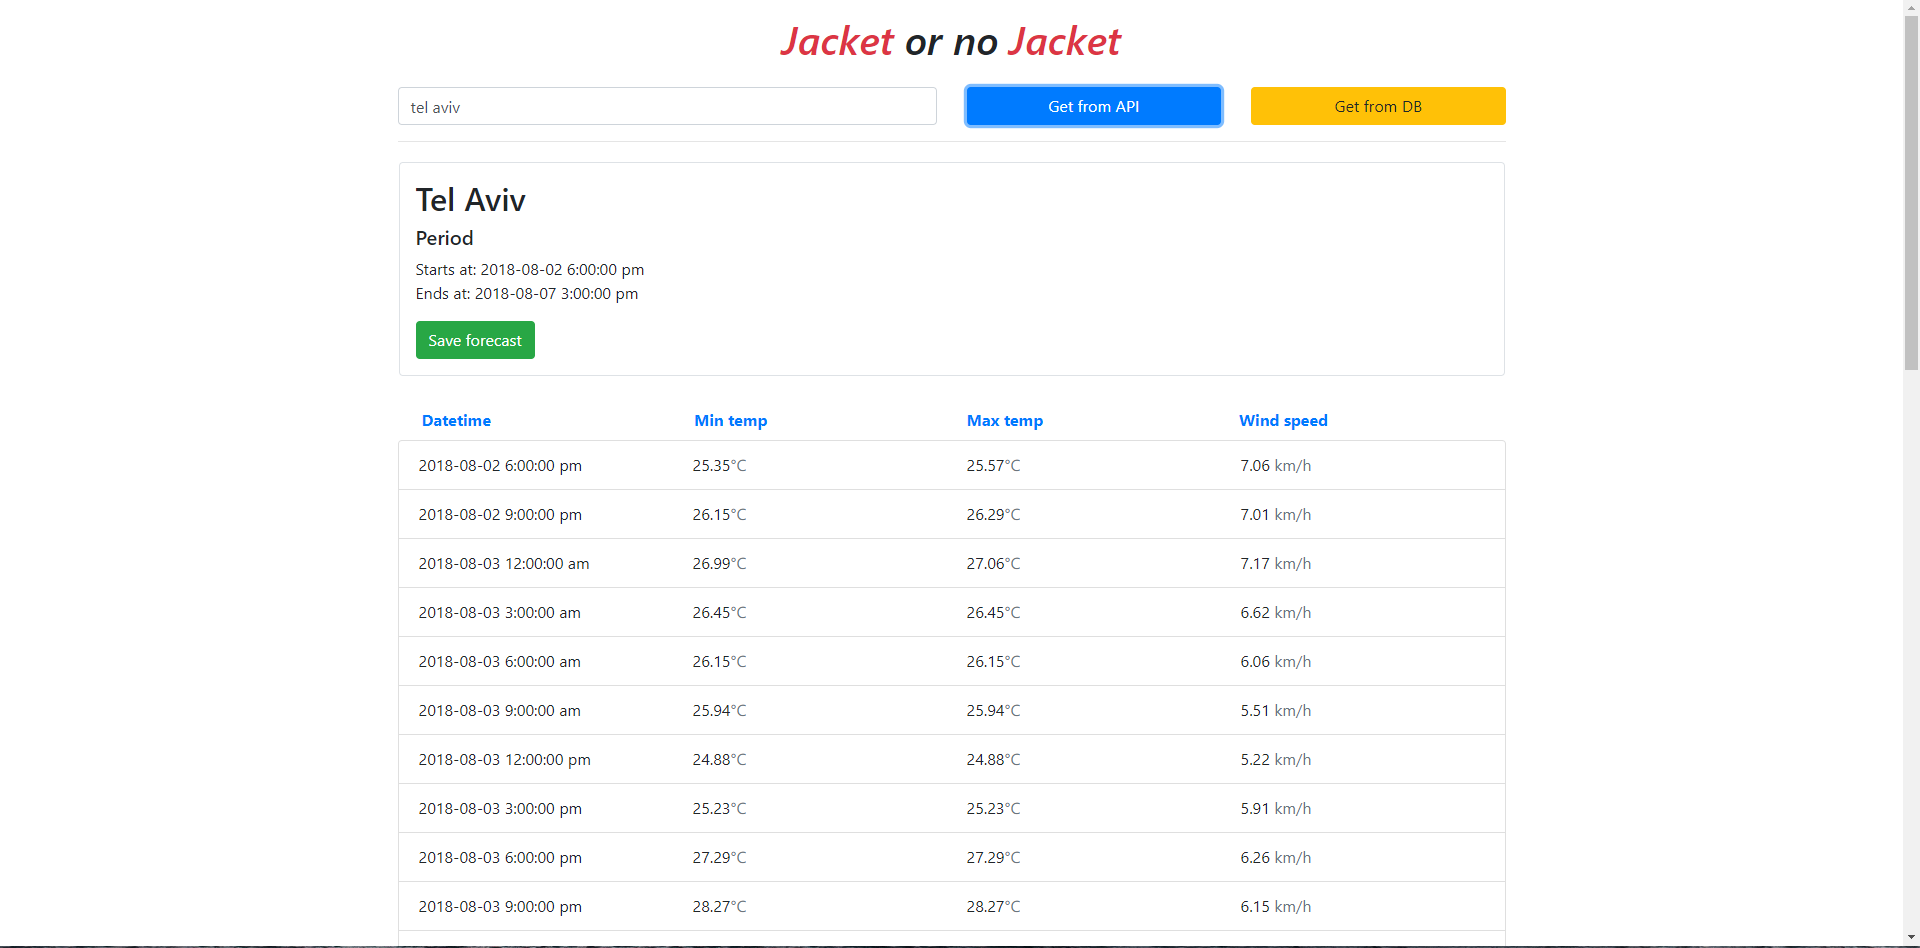 Jacket or no Jacket
tel aviv Get from API Get from DB
Tel Aviv
Period
Starts at: 2018-08-02 6:00:00 pm
Ends at: 2018-08-07 3:00:00 pm
Save forecast
Datetime Min temp Max temp Wind speed
2018-08-02 6:00:00 pm 25.35°C 25.57°C 7.06 km/h
2018-08-02 9:00:00 pm 26.15°C 26.29°C 7.01 km/h
2018-08-03 12:00:00 am 26.99°C 27.06°C 7.17 km/h
2018-08-03 3:00:00 am 26.45°C 26.45°C 6.62 km/h
2018-08-03 6:00:00 am 26.15°C 26.15°C 6.06 km/h
2018-08-03 9:00:00 am 25.94°C 25.94°C 5.51 km/h
2018-08-03 12:00:00 pm 24.88°C 24.88°C 5.22 km/h
2018-08-03 3:00:00 pm 25.23°C 25.23°C 5.91 km/h
2018-08-03 6:00:00 pm 27.29°C 27.29°C 6.26 km/h
2018-08-03 9:00:00 pm 28.27°C 28.27°C 6.15 km/h